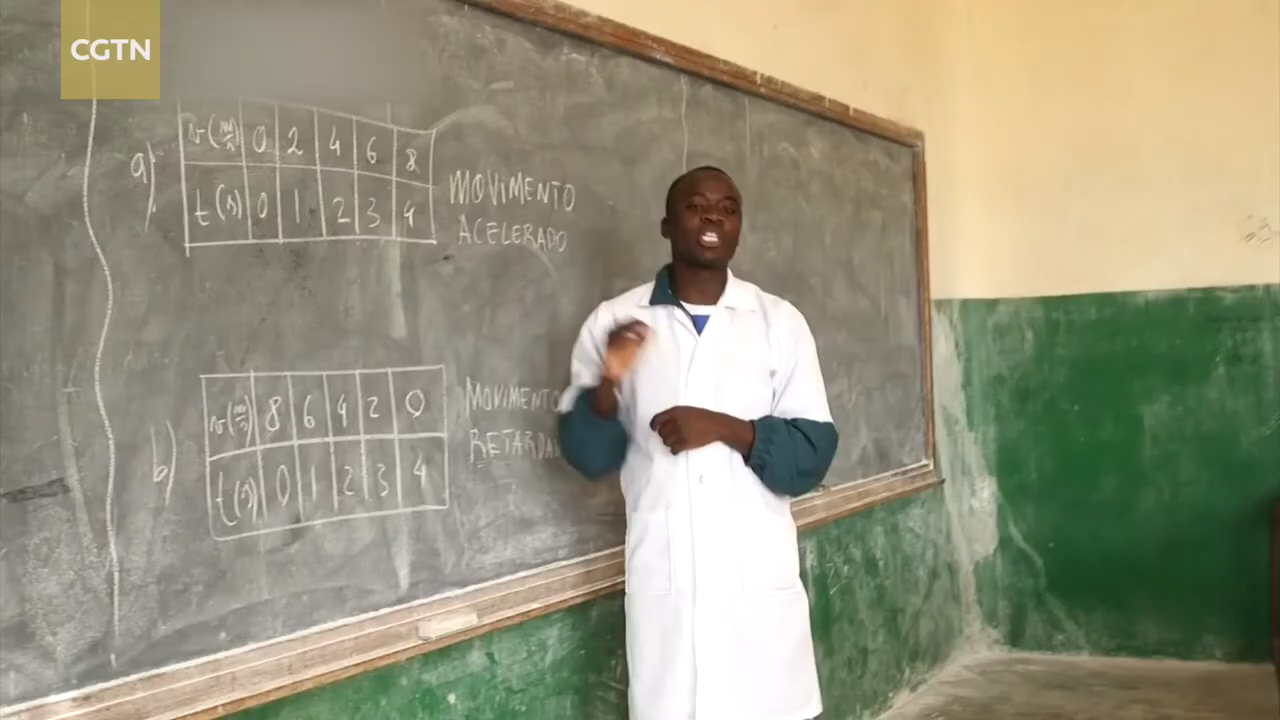 CGTN
a) v(m/s) 0 2 4 6 8
t(s) 0 1 2 3 4
MOVIMENTO
ACELERADO
b) v(m/s) 8 6 4 2 0
t(s) 0 1 2 3 4
MOVIMENTO
RETARDA